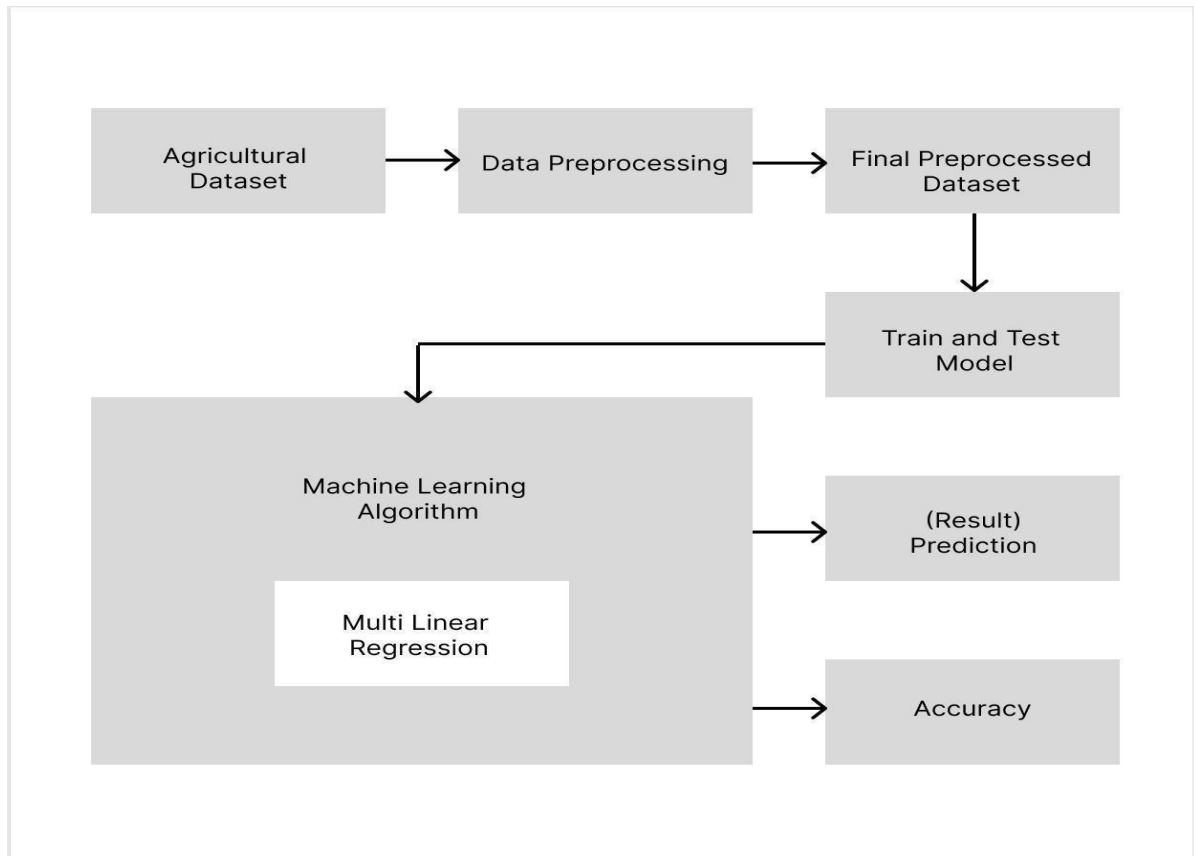 Agricultural
Dataset
Data Preprocessing
Final Preprocessed
Dataset
Train and Test
Model
Machine Learning
Algorithm
Multi Linear
Regression
(Result)
Prediction
Accuracy